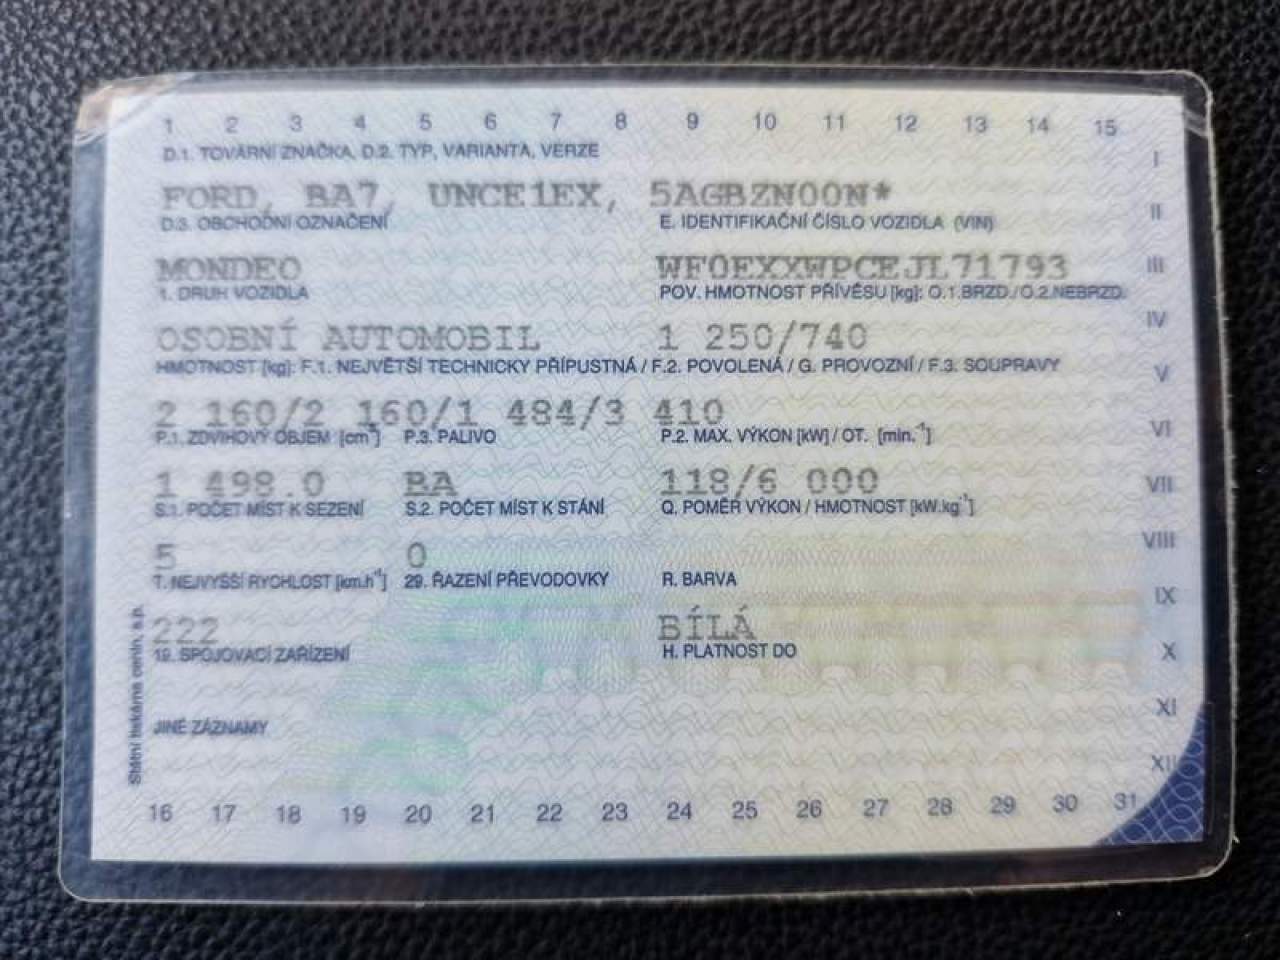 1 2 3 4 5 6 7 8 9 10 11 12 13 14 15
D.1. TOVÁRNÍ ZNAČKA, D.2. TYP, VARIANTA, VERZE
I
FORD, BA7, UNCE1EX, 5AGBZN00N*
II
D.3. OBCHODNÍ OZNAČENÍ E. IDENTIFIKAČNÍ ČÍSLO VOZIDLA (VIN)
MONDEO WF0EXXWPCEJL71793
III
1. DRUH VOZIDLA POV. HMOTNOST PŘÍVĚSU [kg]: O.1.BRZD./O.2.NEBRZD.
IV
OSOBNÍ AUTOMOBIL 1 250/740
HMOTNOST [kg]: F.1. NEJVĚTŠÍ TECHNICKY PŘÍPUSTNÁ / F.2. POVOLENÁ / G. PROVOZNÍ / F.3. SOUPRAVY
V
2 160/2 160/1 484/3 410
VI
P.1. ZDVIHOVÝ OBJEM [cm³] P.3. PALIVO P.2. MAX. VÝKON [kW] / OT. [min.⁻¹]
1 498.0 BA 118/6 000
VII
S.1. POČET MÍST K SEZENÍ S.2. POČET MÍST K STÁNÍ Q. POMĚR VÝKON / HMOTNOST [kW.kg⁻¹]
VIII
5 0
T. NEJVYŠŠÍ RYCHLOST [km.h⁻¹] 29. ŘAZENÍ PŘEVODOVKY R. BARVA
IX
222 BÍLÁ
19. SPOJOVACÍ ZAŘÍZENÍ H. PLATNOST DO
X
XI
JINÉ ZÁZNAMY
XII
16 17 18 19 20 21 22 23 24 25 26 27 28 29 30 31
Státní tiskárna cenin, s.p.